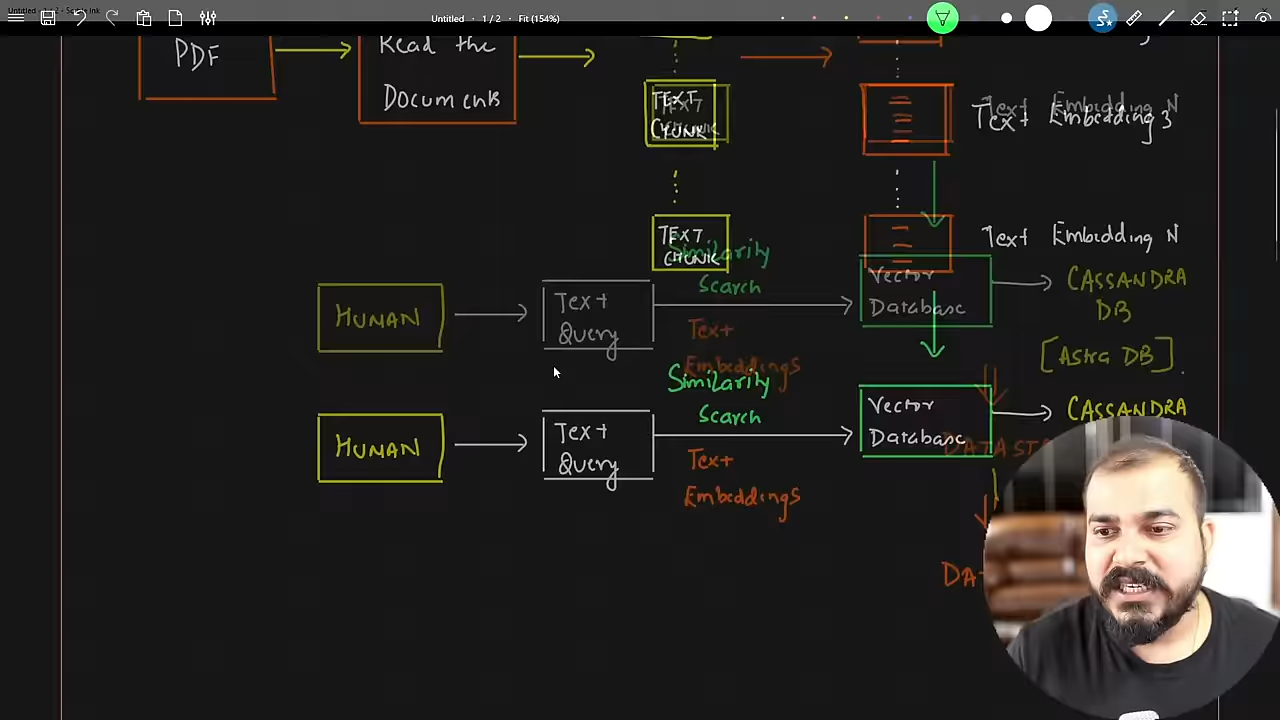 Untitled · 1 / 2 · Fit (154%)
PDF
Read the
Documents
TEXT
CHUNK
Text Embedding N
Text Embedding 3
TEXT
CHUNK
Text Embedding N
Similarity
Search
HUMAN
Text
Query
Text
Embeddings
Vector
Database
CASSANDRA
DB
[Astra DB].
Similarity
Search
HUMAN
Text
Query
Text
Embeddings
Vector
Database
CASSANDRA